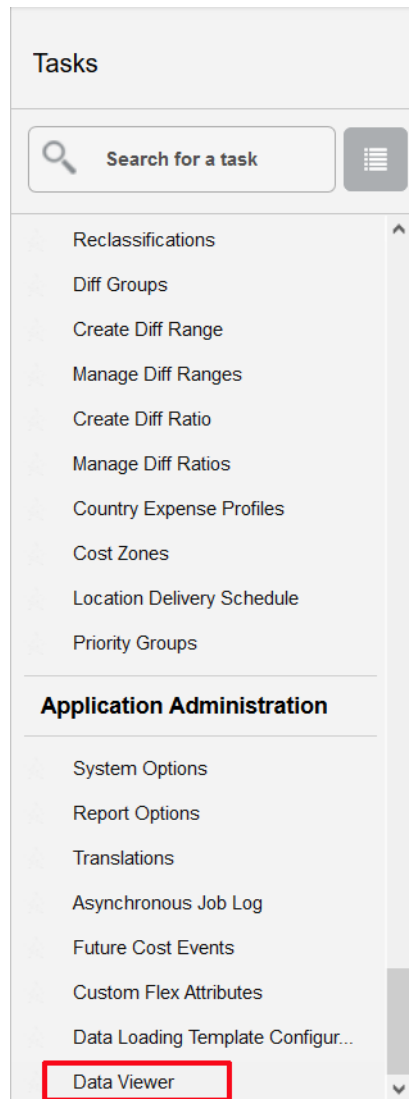 Tasks
Search for a task
Reclassifications
Diff Groups
Create Diff Range
Manage Diff Ranges
Create Diff Ratio
Manage Diff Ratios
Country Expense Profiles
Cost Zones
Location Delivery Schedule
Priority Groups
Application Administration
System Options
Report Options
Translations
Asynchronous Job Log
Future Cost Events
Custom Flex Attributes
Data Loading Template Configur...
Data Viewer